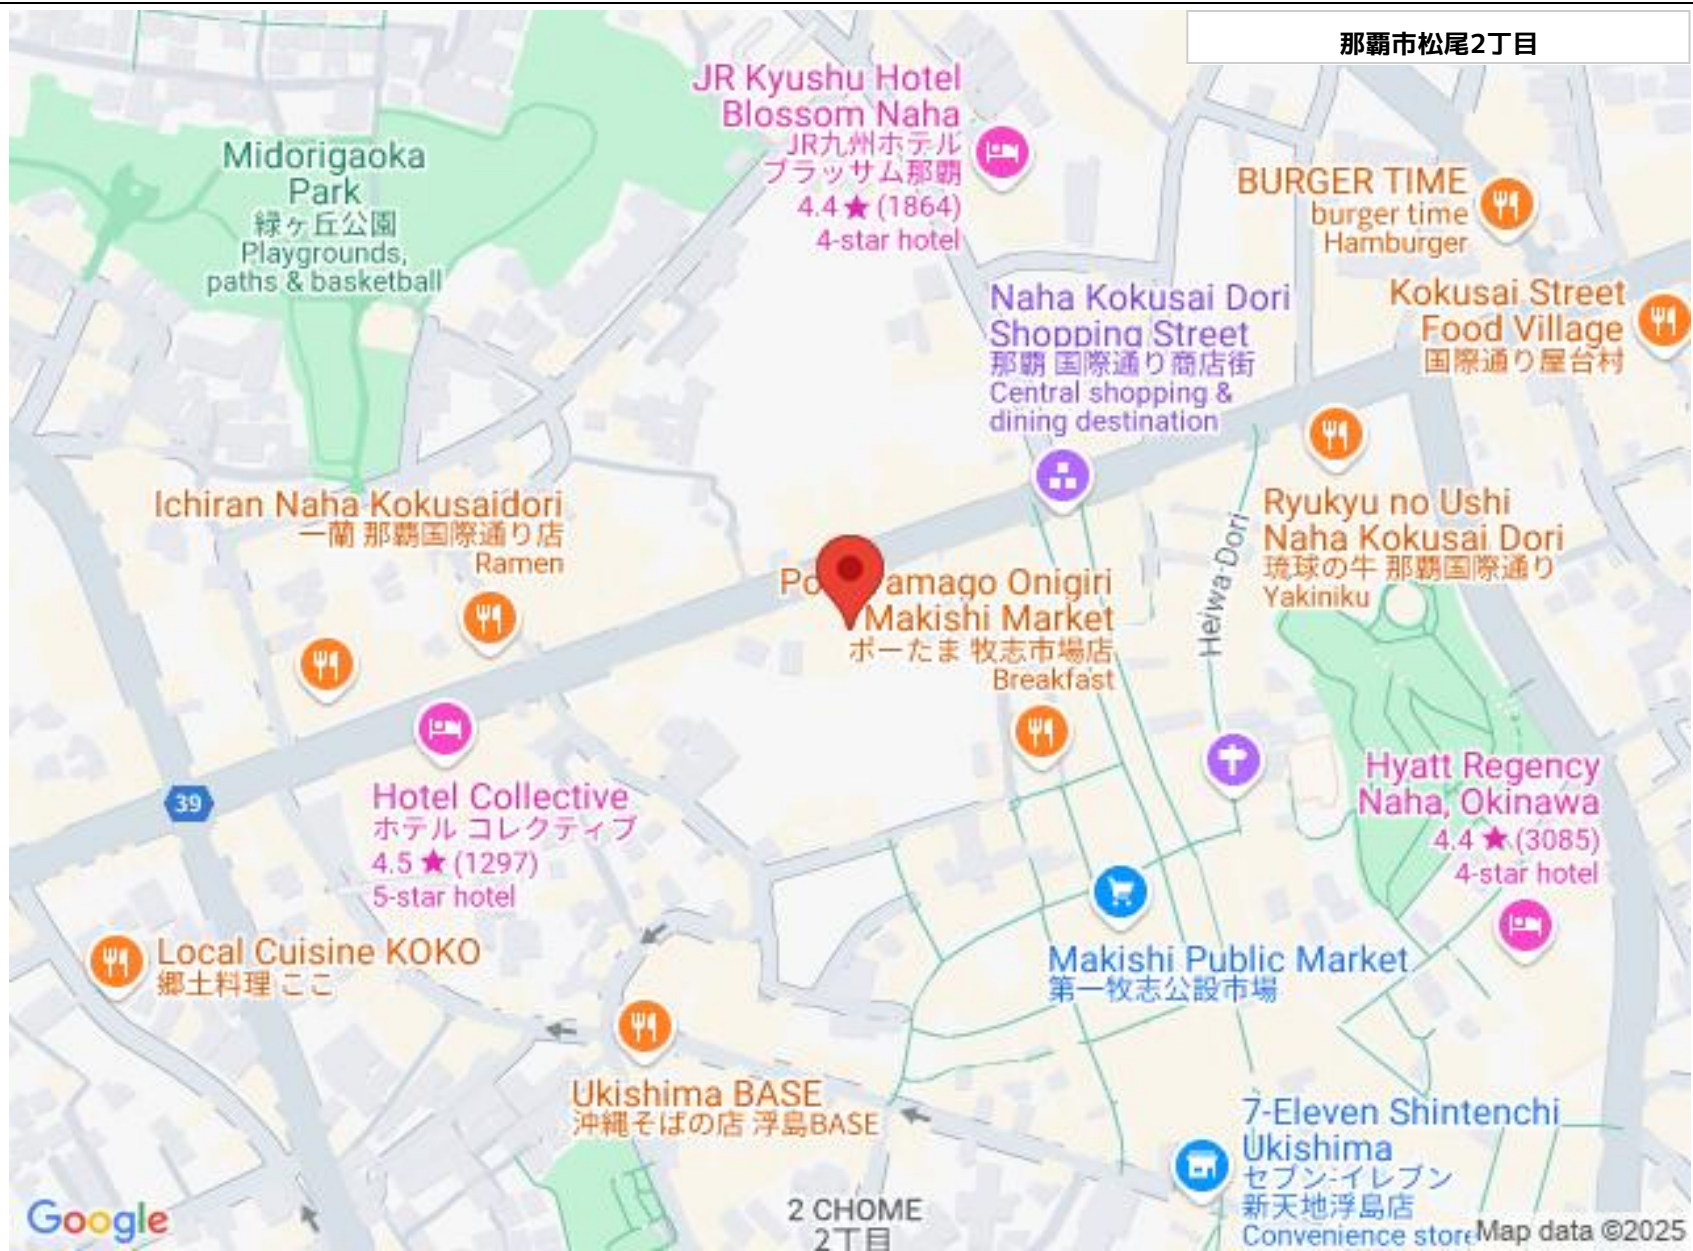 那覇市松尾2丁目
JR Kyushu Hotel
Blossom Naha
JR九州ホテル
ブラッサム那覇
4.4★ (1864)
4-star hotel
Midorigaoka
Park
緑ヶ丘公園
Playgrounds,
paths & basketball
BURGER TIME
burger time
Hamburger
Kokusai Street
Food Village
国際通り屋台村
Naha Kokusai Dori
Shopping Street
那覇 国際通り商店街
Central shopping &
dining destination
Ichiran Naha Kokusaidori
一蘭 那覇国際通り店
Ramen
Ryukyu no Ushi
Naha Kokusai Dori
琉球の牛 那覇国際通り
Yakiniku
Heiwa-Dori
Onigiri
Makishi Market
ポーたま 牧志市場店
Breakfast
39
Hotel Collective
ホテル コレクティブ
4.5★ (1297)
5-star hotel
Hyatt Regency
Naha, Okinawa
4.4★ (3085)
4-star hotel
Local Cuisine KOKO
郷土料理 ここ
Makishi Public Market
第一牧志公設市場
Ukishima BASE
沖縄そばの店 浮島BASE
7-Eleven Shintenchi
Ukishima
セブン-イレブン
新天地浮島店
Convenience store
2 CHOME
2丁目
Google
Map data ©2025